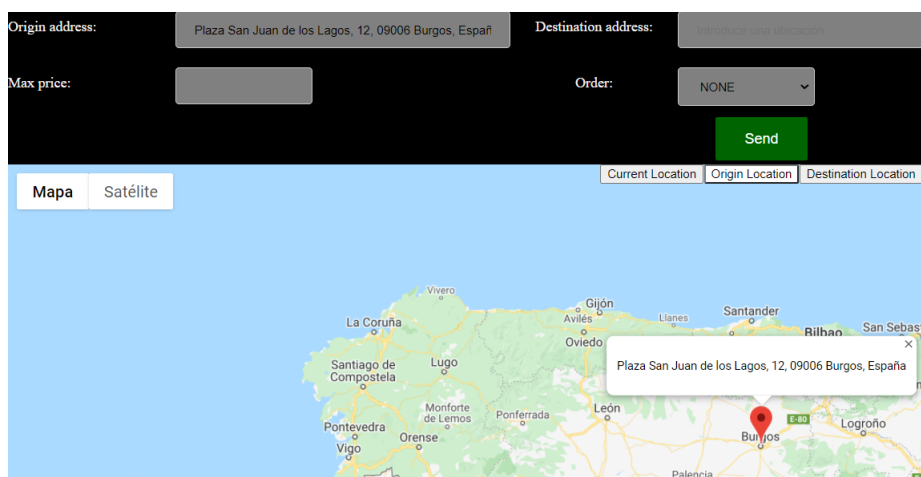 Origin address:
Plaza San Juan de los Lagos, 12, 09006 Burgos, Españ
Destination address:
Introduce una ubicación
Max price:
Order:
NONE
Send
Mapa
Satélite
Current Location
Origin Location
Destination Location
Vivero
La Coruña
Gijón
Avilés
Oviedo
Llanes
Santander
Bilbao
San Sebas
Plaza San Juan de los Lagos, 12, 09006 Burgos, España
Santiago de
Compostela
Lugo
Monforte
de Lemos
Ponferrada
León
Pontevedra
Orense
Vigo
Burgos
E-80
Logroño
Palencia